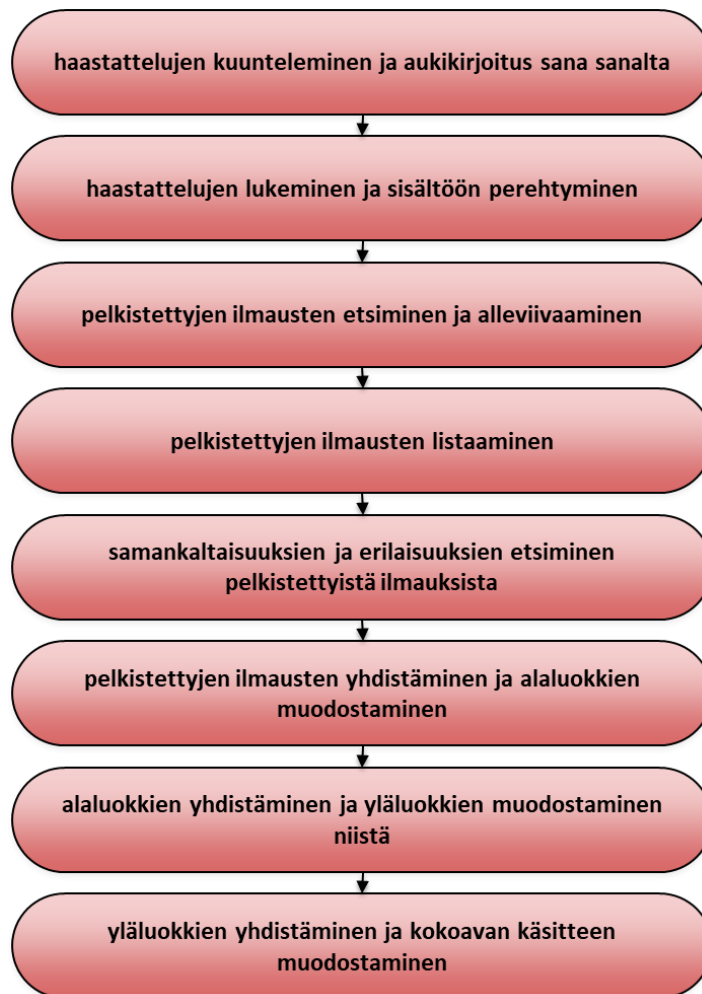 haastattelujen kuunteleminen ja aukikirjoitus sana sanalta
haastattelujen lukeminen ja sisältöön perehtyminen
pelkistettyjen ilmausten etsiminen ja alleviivaaminen
pelkistettyjen ilmausten listaaminen
samankaltaisuuksien ja erilaisuuksien etsiminen
pelkistettyistä ilmauksista
pelkistettyjen ilmausten yhdistäminen ja alaluokkien
muodostaminen
alaluokkien yhdistäminen ja yläluokkien muodostaminen
niistä
yläluokkien yhdistäminen ja kokoavan käsitteen
muodostaminen